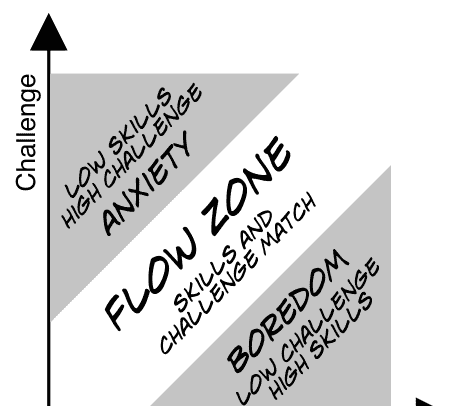 Challenge
LOW SKILLS
HIGH CHALLENGE
ANXIETY
FLOW ZONE
SKILLS AND
CHALLENGE MATCH
BOREDOM
LOW CHALLENGE
HIGH SKILLS